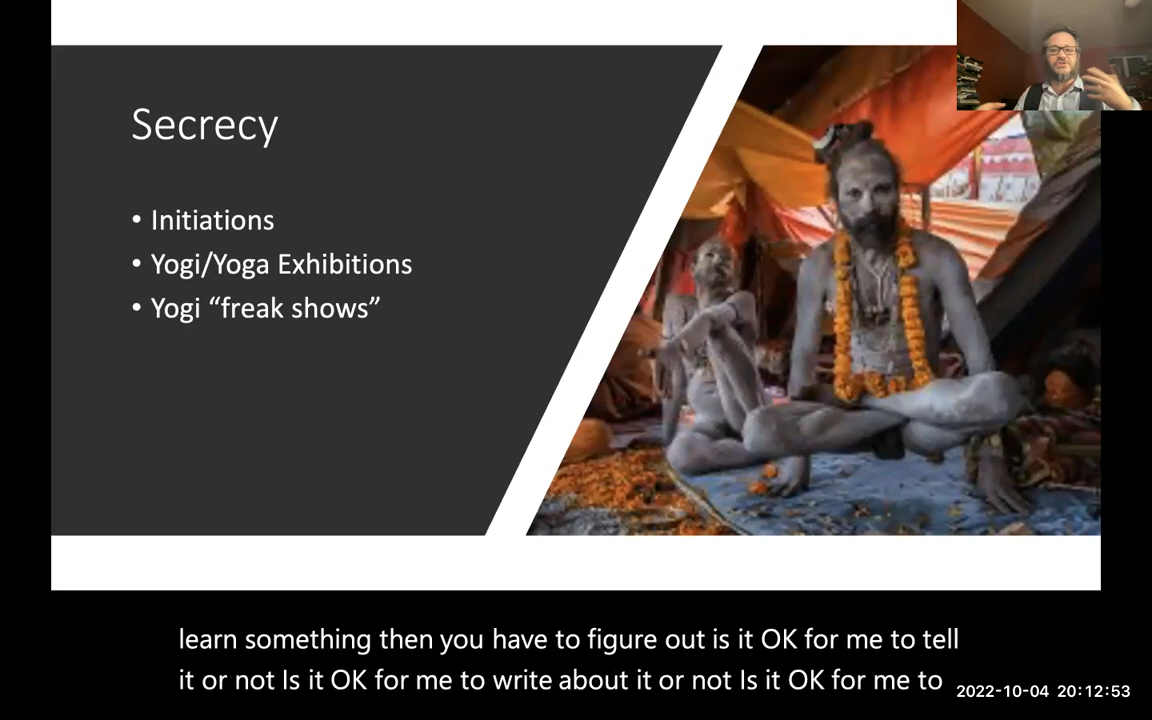 Secrecy
• Initiations
• Yogi/Yoga Exhibitions
• Yogi “freak shows”
learn something then you have to figure out is it OK for me to tell
it or not Is it OK for me to write about it or not Is it OK for me to
2022-10-04 20:12:53